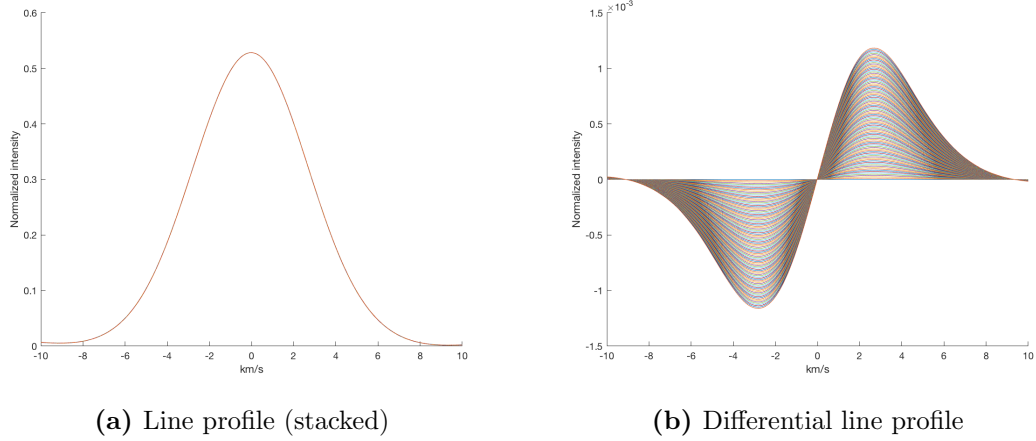 0.6
0.5
0.4
0.3
0.2
0.1
0
Normalized intensity
-10 -8 -6 -4 -2 0 2 4 6 8 10
km/s
(a) Line profile (stacked)
×10⁻³
1.5
1
0.5
0
-0.5
-1
-1.5
Normalized intensity
-10 -8 -6 -4 -2 0 2 4 6 8 10
km/s
(b) Differential line profile